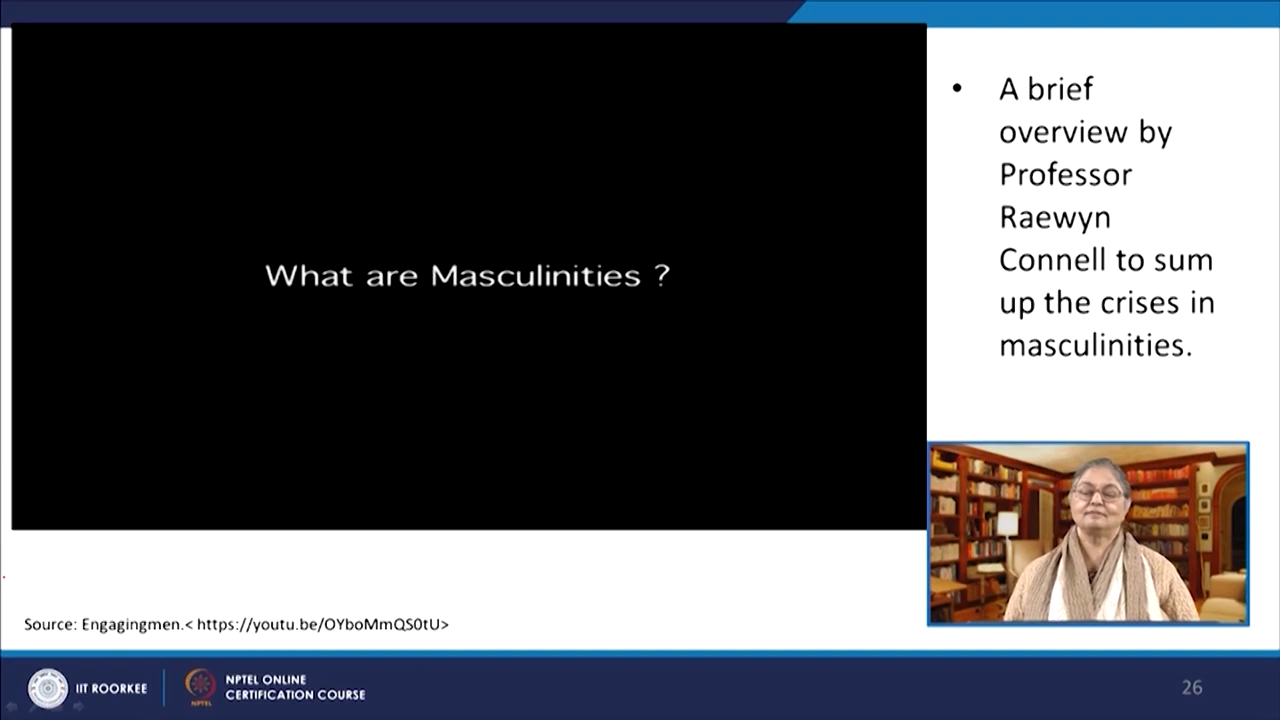 What are Masculinities ?
• A brief
overview by
Professor
Raewyn
Connell to sum
up the crises in
masculinities.
Source: Engagingmen.< https://youtu.be/OYboMmQS0tU>
IIT ROORKEE
NPTEL
NPTEL ONLINE
CERTIFICATION COURSE
26